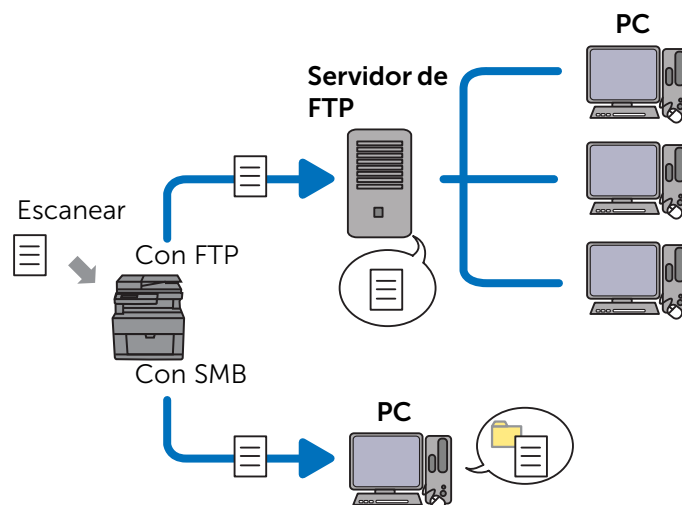 PC
Servidor de
FTP
Escanear
Con FTP
Con SMB
PC